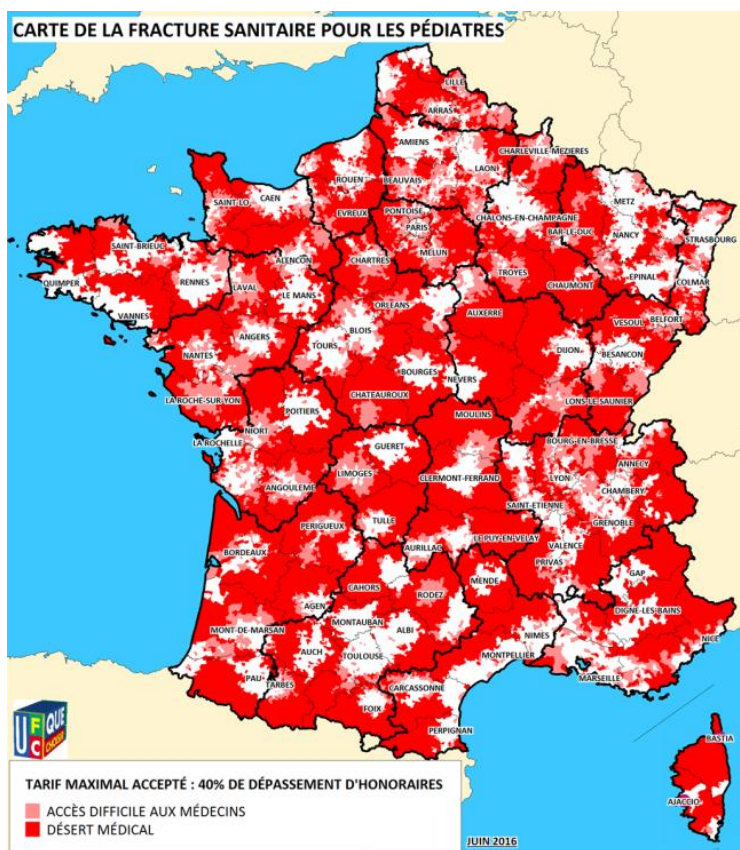 CARTE DE LA FRACTURE SANITAIRE POUR LES PÉDIATRES
LILLE
ARRAS
AMIENS
CHARLEVILLE-MEZIERES
LAON
ROUEN
BEAUVAIS
METZ
CAEN
SAINT-LO
EVREUX
PONTOISE
CHALONS-EN-CHAMPAGNE
PARIS
BAR-LE-DUC
NANCY
STRASBOURG
SAINT-BRIEUC
ALENCON
CHARTRES
MELUN
TROYES
EPINAL
COLMAR
QUIMPER
RENNES
LAVAL
LE MANS
CHAUMONT
VANNES
ORLEANS
AUXERRE
VESOUL
BELFORT
ANGERS
BLOIS
TOURS
DIJON
BESANCON
NANTES
BOURGES
NEVERS
LA ROCHE-SUR-YON
CHATEAUROUX
LONS-LE-SAUNIER
POITIERS
MOULINS
NIORT
LA ROCHELLE
GUERET
BOURG-EN-BRESSE
ANNECY
LIMOGES
CLERMONT-FERRAND
LYON
ANGOULEME
CHAMBERY
SAINT-ETIENNE
GRENOBLE
TULLE
PERIGUEUX
LE PUY-EN-VELAY
AURILLAC
VALENCE
BORDEAUX
PRIVAS
CAHORS
RODEZ
MENDE
GAP
AGEN
DIGNE-LES-BAINS
MONT-DE-MARSAN
MONTAUBAN
ALBI
NIMES
NICE
AUCH
TOULOUSE
MONTPELLIER
MARSEILLE
PAU
TARBES
CARCASSONNE
FOIX
PERPIGNAN
UFC
QUE
CHOISIR
BASTIA
AJACCIO
TARIF MAXIMAL ACCEPTÉ : 40% DE DÉPASSEMENT D'HONORAIRES
ACCÈS DIFFICILE AUX MÉDECINS
DÉSERT MÉDICAL
JUIN 2016